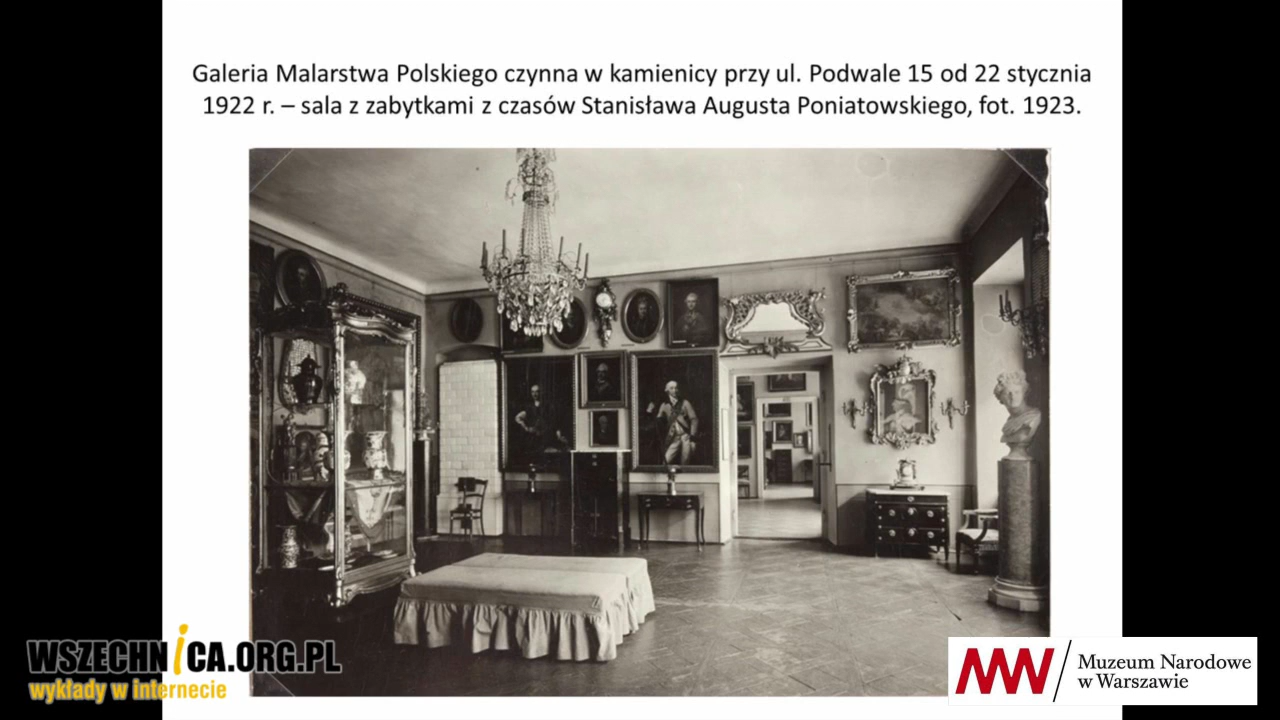 Galeria Malarstwa Polskiego czynna w kamienicy przy ul. Podwale 15 od 22 stycznia
1922 r. – sala z zabytkami z czasów Stanisława Augusta Poniatowskiego, fot. 1923.
WSZECHNICA.ORG.PL
wykłady w internecie
MW
Muzeum Narodowe
w Warszawie